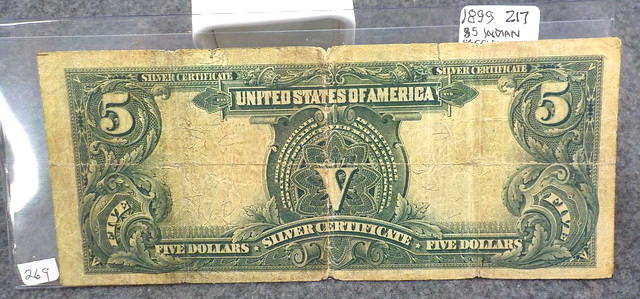 1899 217
$5 INDIAN
SILVER CERTIFICATE SILVER CERTIFICATE
5 UNITED STATES OF AMERICA 5
V
FIVE FIVE
FIVE DOLLARS · SILVER CERTIFICATE · FIVE DOLLARS
269